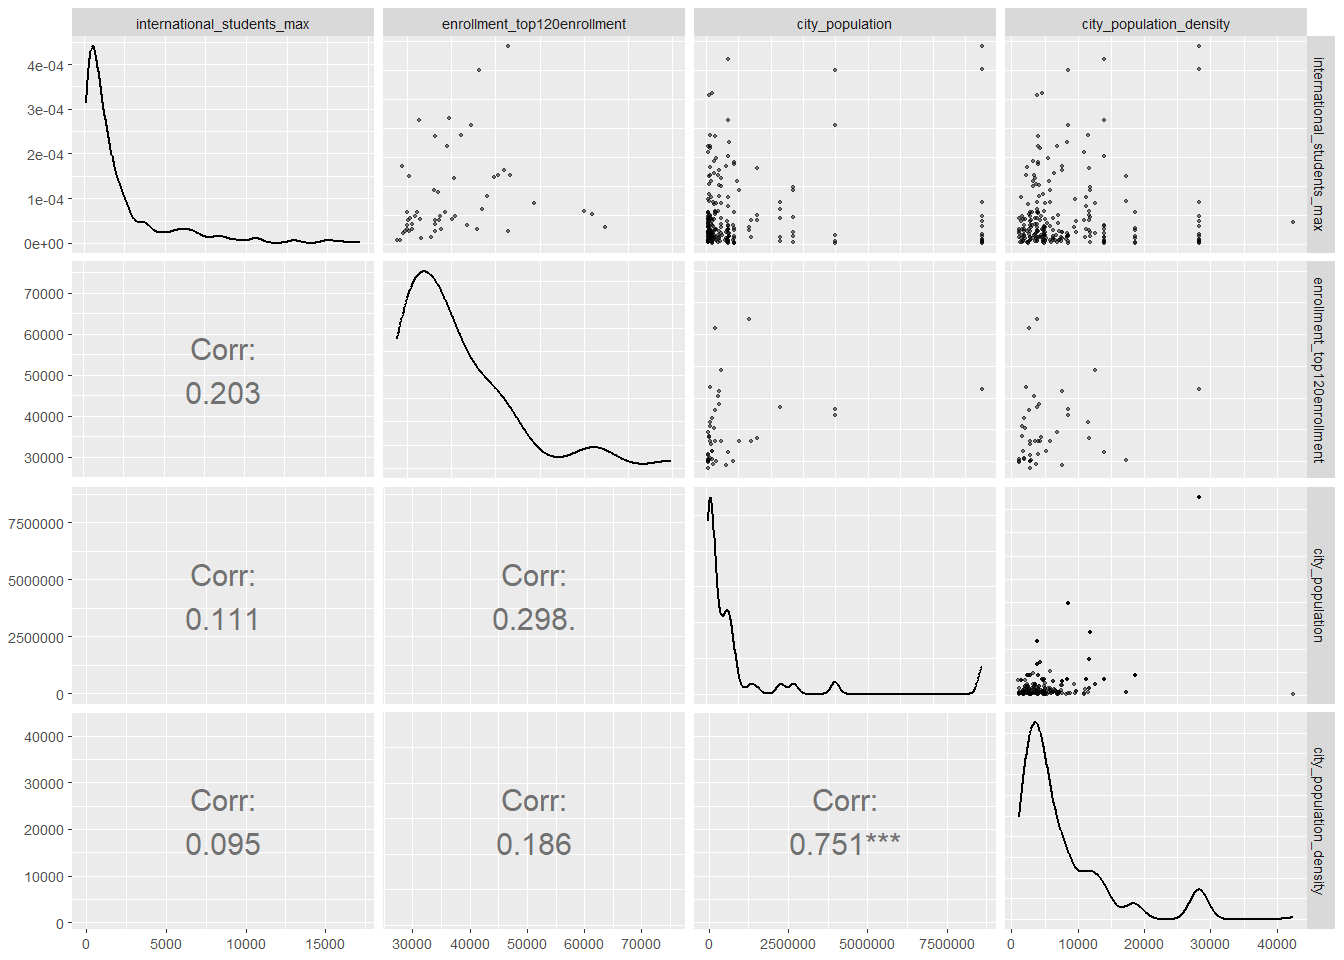 international_students_max
enrollment_top120enrollment
city_population
city_population_density
4e-04
3e-04
2e-04
1e-04
0e+00
international_students_max
70000
60000
50000
40000
30000
Corr:
0.203
enrollment_top120enrollment
7500000
5000000
2500000
0
Corr:
0.111
Corr:
0.298.
city_population
40000
30000
20000
10000
0
Corr:
0.095
Corr:
0.186
Corr:
0.751***
city_population_density
0 5000 10000 15000
30000 40000 50000 60000 70000
0 2500000 5000000 7500000
0 10000 20000 30000 40000